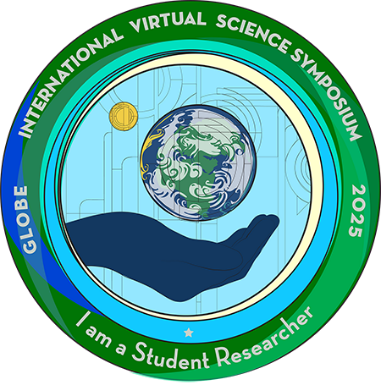 GLOBE INTERNATIONAL VIRTUAL SCIENCE SYMPOSIUM 2025
I am a Student Researcher